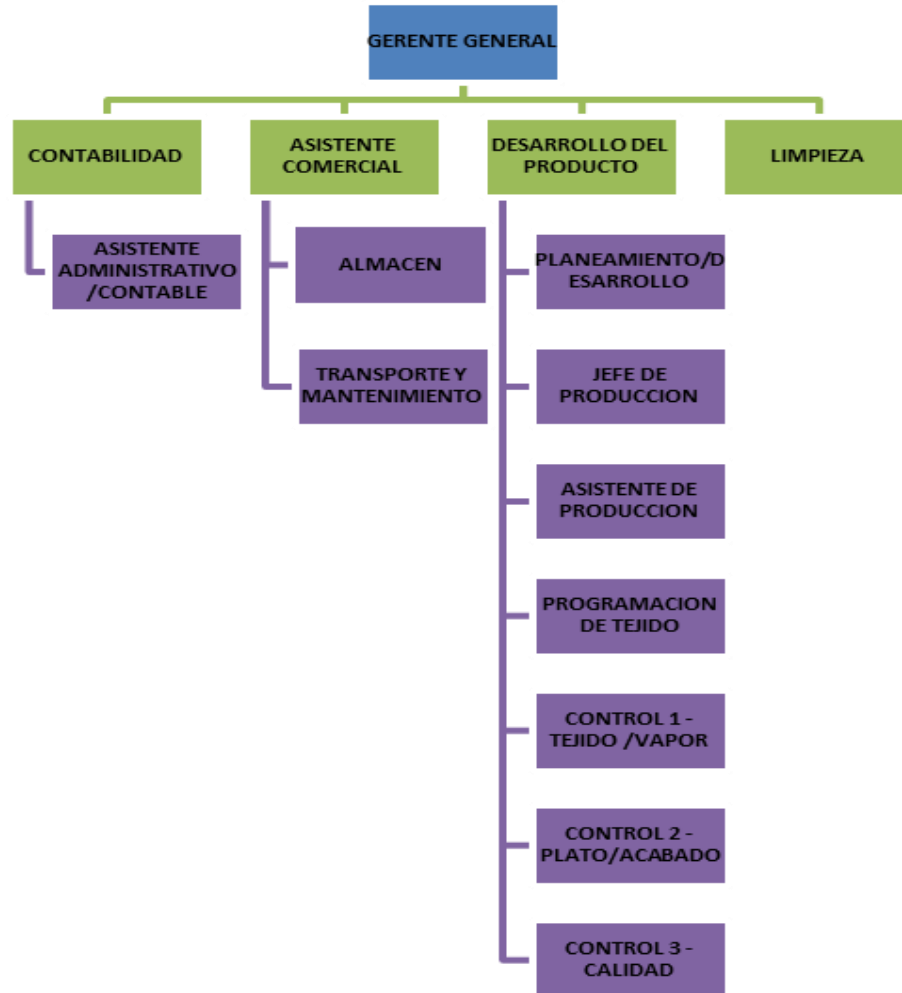 GERENTE GENERAL
CONTABILIDAD
ASISTENTE
COMERCIAL
DESARROLLO DEL
PRODUCTO
LIMPIEZA
ASISTENTE
ADMINISTRATIVO
/CONTABLE
ALMACEN
TRANSPORTE Y
MANTENIMIENTO
PLANEAMIENTO/D
ESARROLLO
JEFE DE
PRODUCCION
ASISTENTE DE
PRODUCCION
PROGRAMACION
DE TEJIDO
CONTROL 1 -
TEJIDO /VAPOR
CONTROL 2 -
PLATO/ACABADO
CONTROL 3 -
CALIDAD